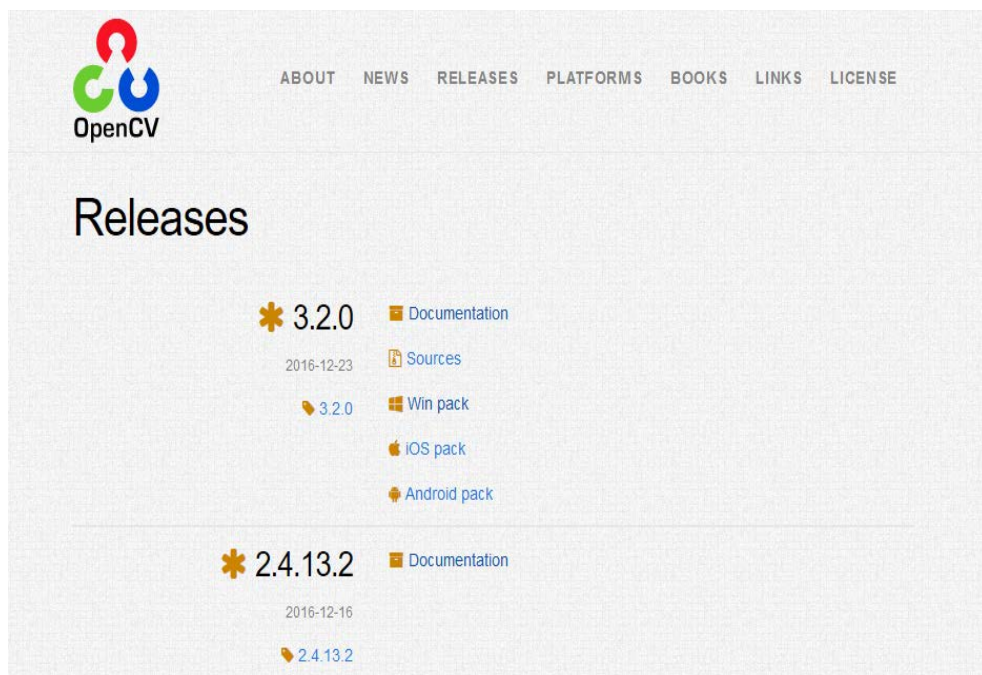 OpenCV
ABOUT NEWS RELEASES PLATFORMS BOOKS LINKS LICENSE
Releases
3.2.0
2016-12-23
3.2.0
Documentation
Sources
Win pack
iOS pack
Android pack
2.4.13.2
2016-12-16
2.4.13.2
Documentation